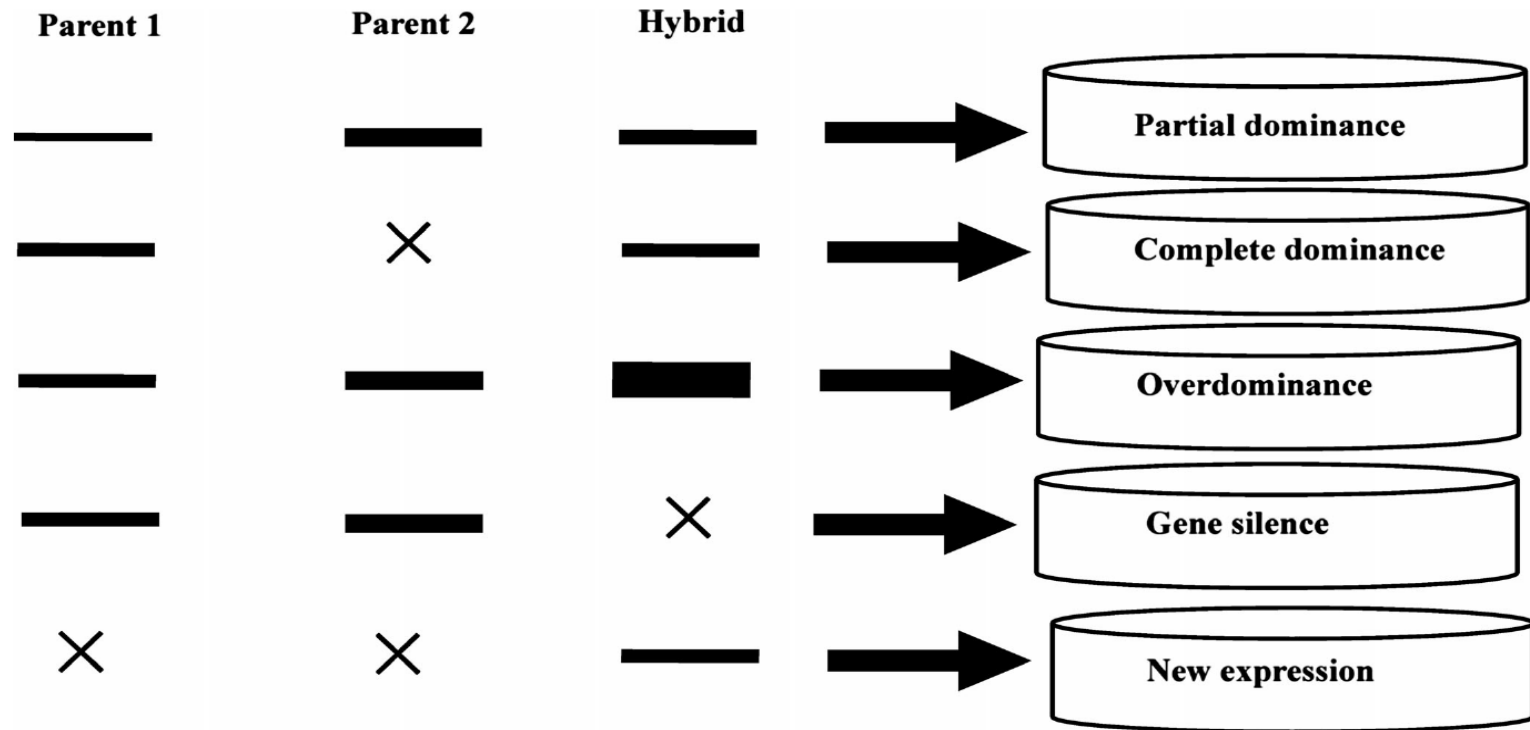 Parent 1 Parent 2 Hybrid
Partial dominance
Complete dominance
Overdominance
Gene silence
New expression